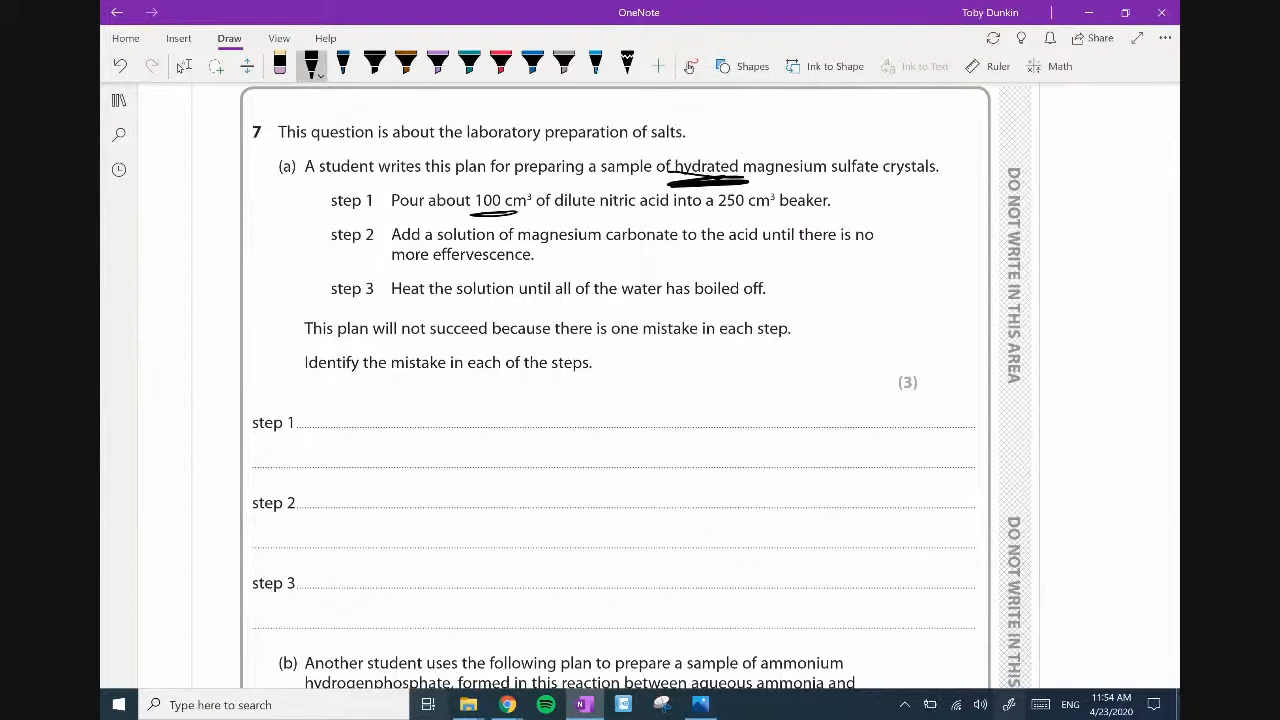 OneNote
Toby Dunkin
Home Insert Draw View Help
Share
Shapes Ink to Shape Ink to Text Ruler Math
7 This question is about the laboratory preparation of salts.
(a) A student writes this plan for preparing a sample of hydrated magnesium sulfate crystals.
step 1 Pour about 100 cm³ of dilute nitric acid into a 250 cm³ beaker.
step 2 Add a solution of magnesium carbonate to the acid until there is no
more effervescence.
step 3 Heat the solution until all of the water has boiled off.
This plan will not succeed because there is one mistake in each step.
Identify the mistake in each of the steps.
(3)
step 1
step 2
step 3
(b) Another student uses the following plan to prepare a sample of ammonium
hydrogenphosphate, formed in this reaction between aqueous ammonia and
DO NOT WRITE IN THIS AREA
DO NOT WRITE IN THIS
Type here to search
ENG
11:54 AM
4/23/2020